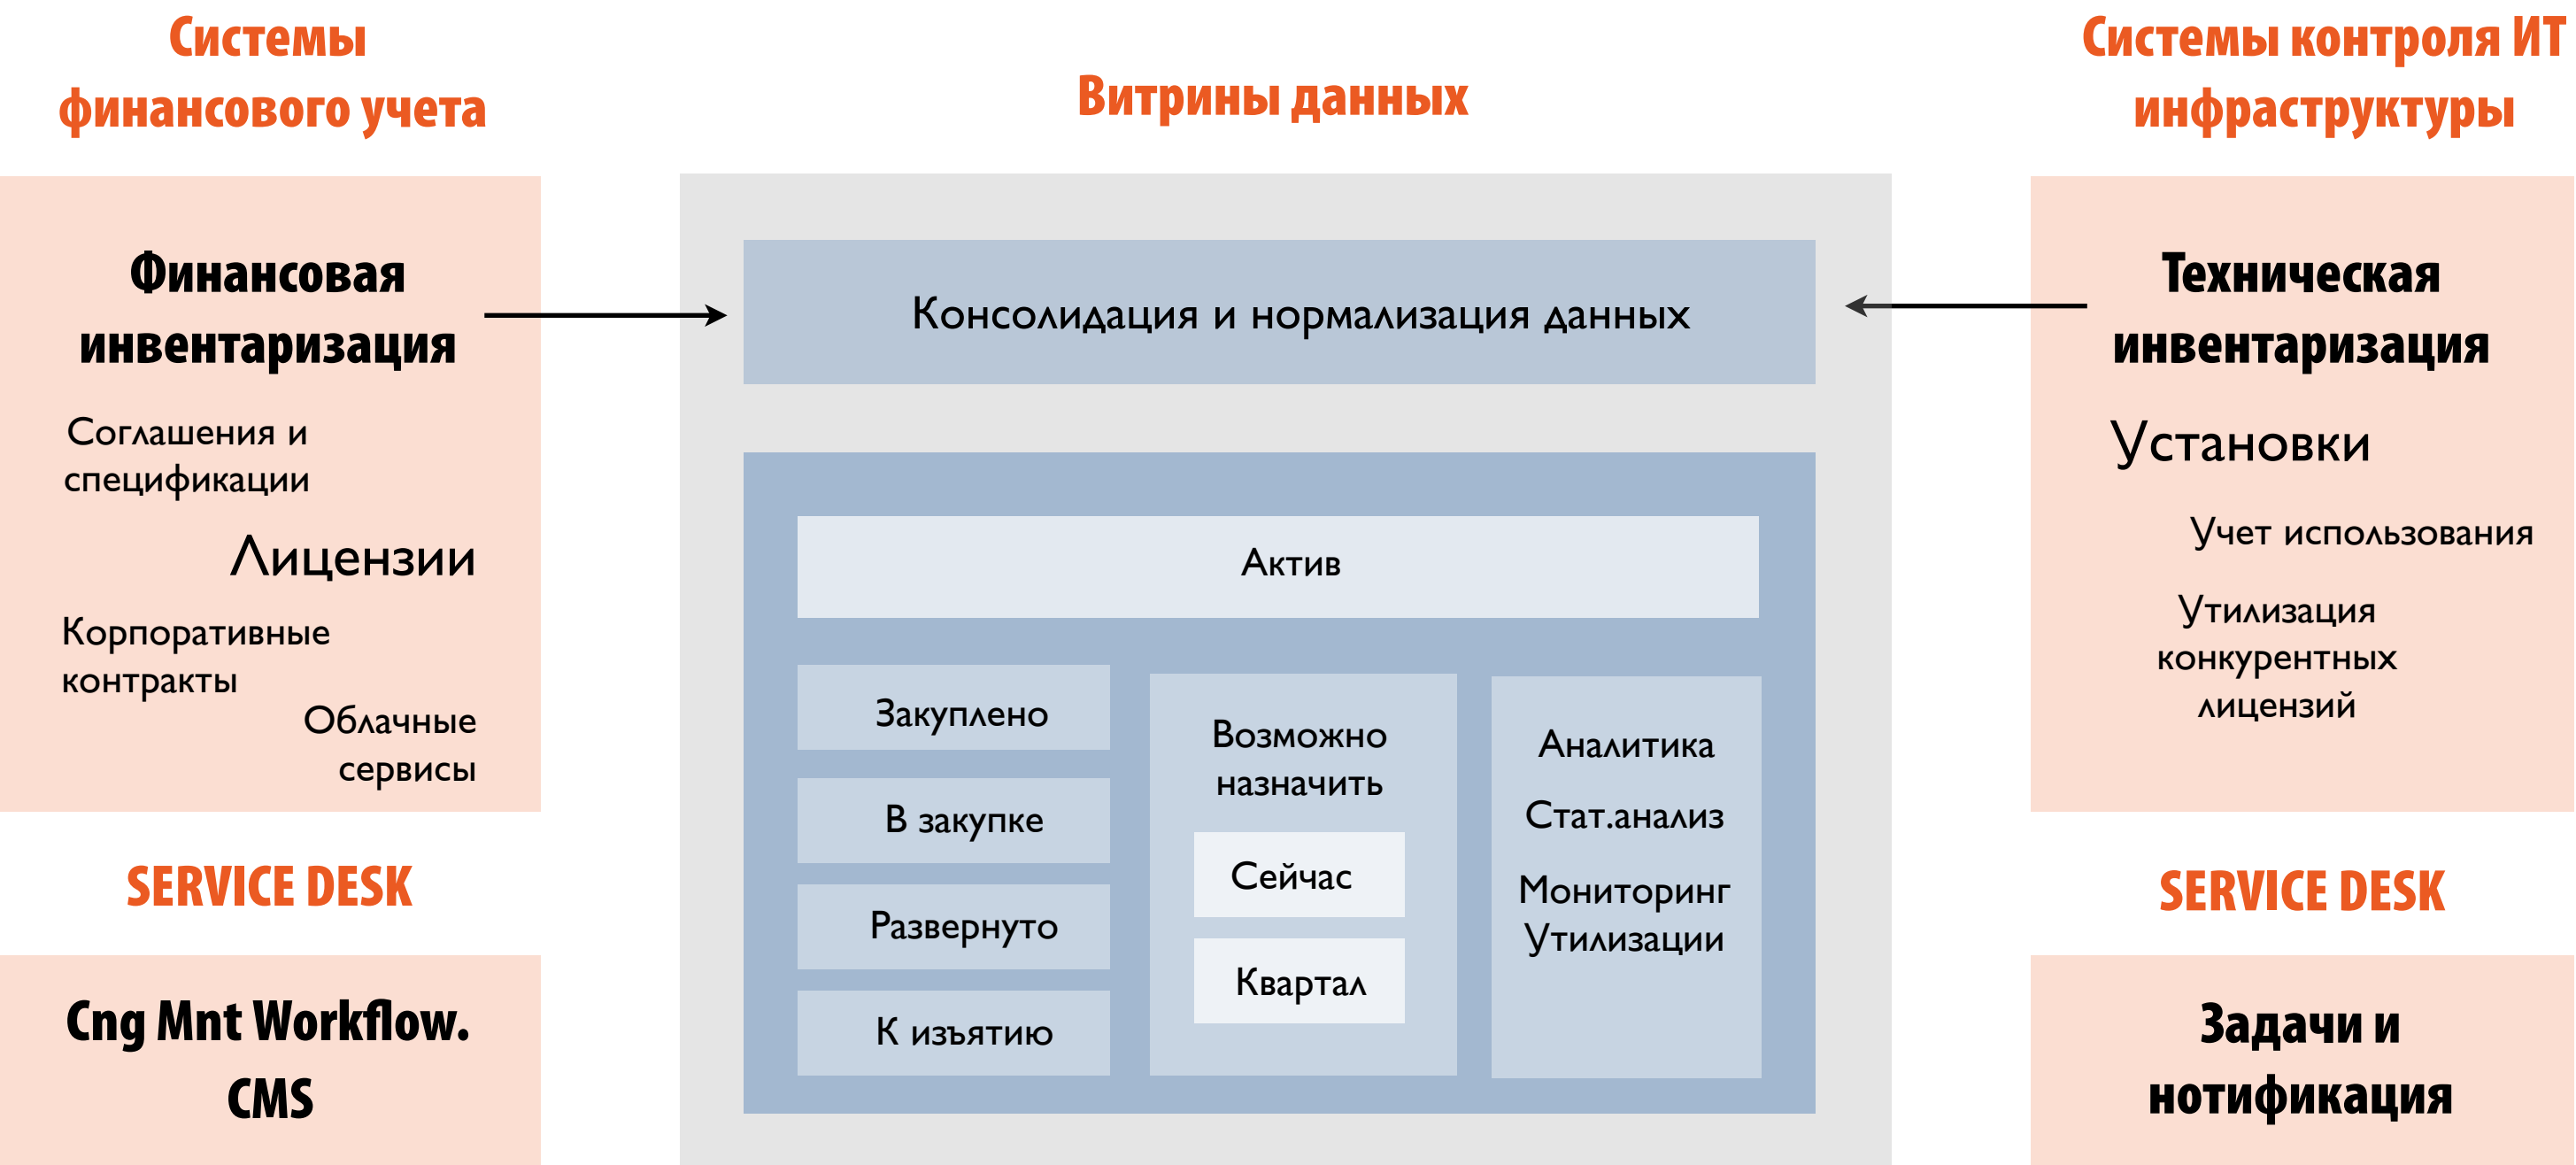 Системы
финансового учета
Финансовая
инвентаризация
Соглашения и
спецификации
Лицензии
Корпоративные
контракты
Облачные
сервисы
SERVICE DESK
Cng Mnt Workflow.
CMS
Витрины данных
Консолидация и нормализация данных
Актив
Закуплено
В закупке
Развернуто
К изъятию
Возможно
назначить
Сейчас
Квартал
Аналитика
Стат.анализ
Мониторинг
Утилизации
Системы контроля ИТ
инфраструктуры
Техническая
инвентаризация
Установки
Учет использования
Утилизация
конкурентных
лицензий
SERVICE DESK
Задачи и
нотификация